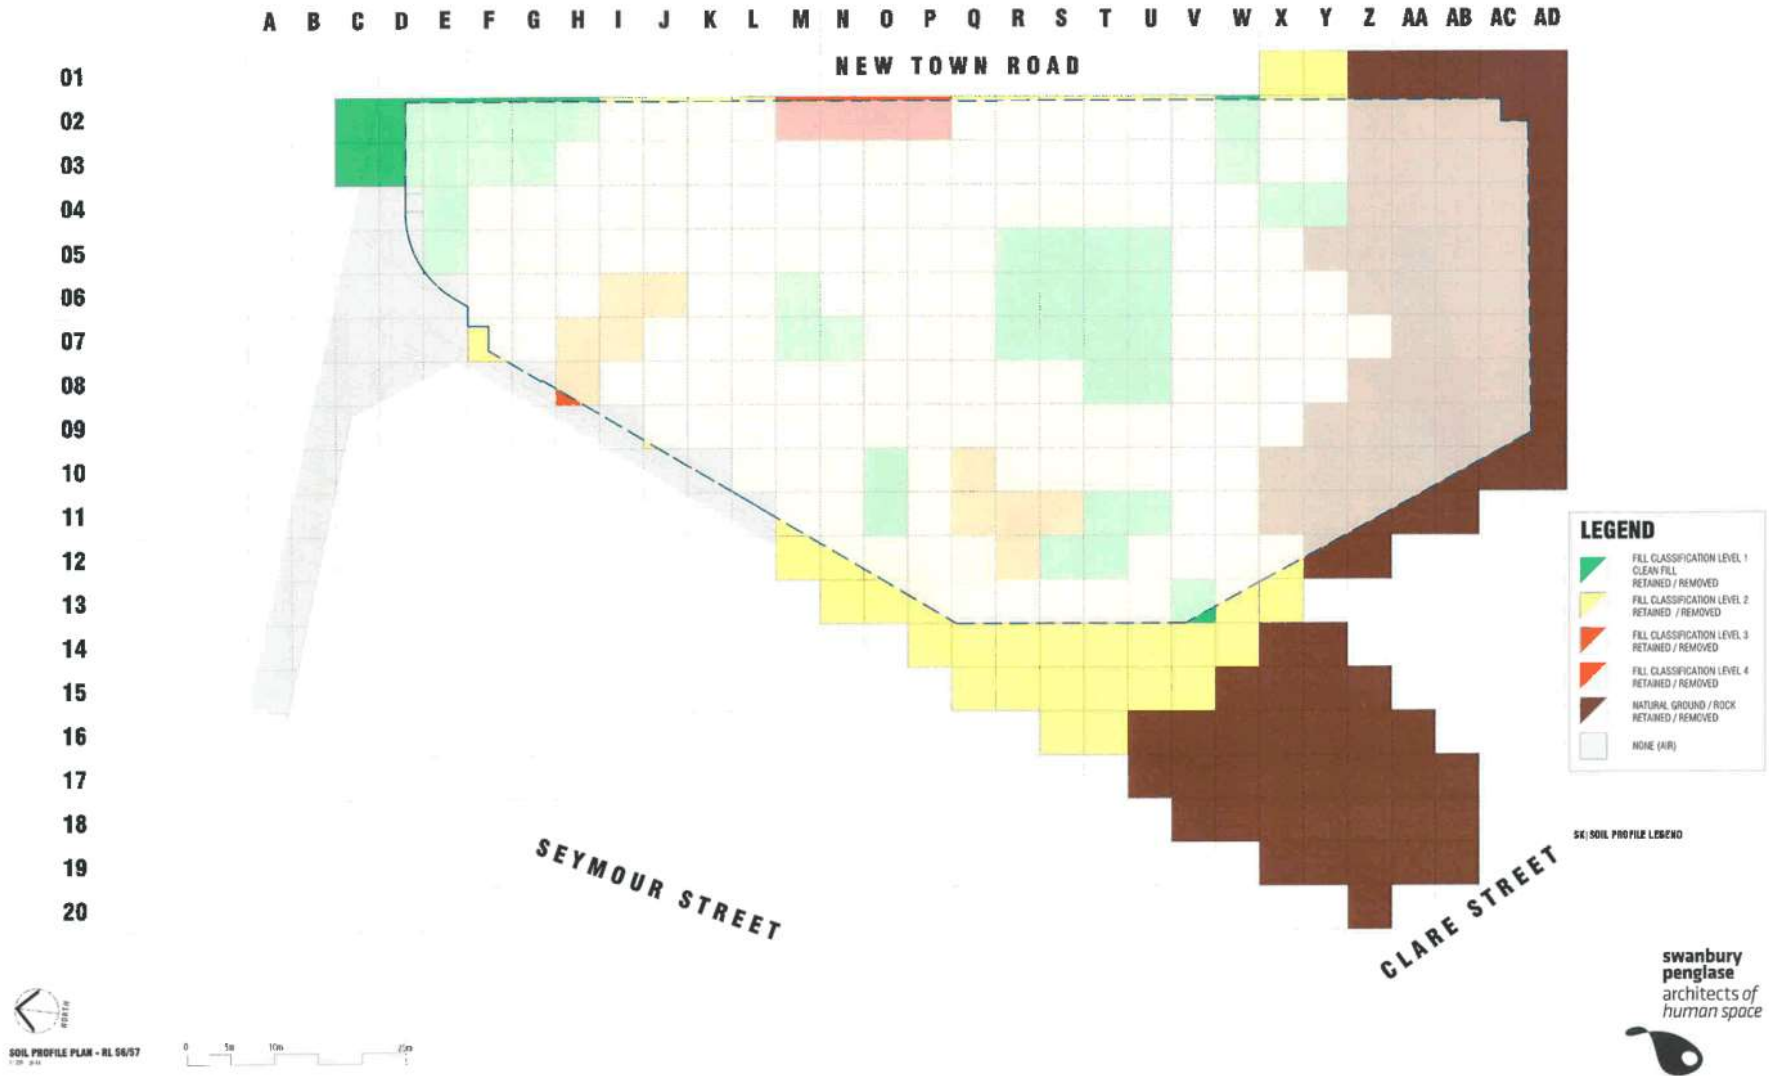 A B C D E F G H I J K L M N O P Q R S T U V W X Y Z AA AB AC AD
NEW TOWN ROAD
01
02
03
04
05
06
07
08
09
10
11
12
13
14
15
16
17
18
19
20
LEGEND
FILL CLASSIFICATION LEVEL 1
CLEAN FILL
RETAINED / REMOVED
FILL CLASSIFICATION LEVEL 2
RETAINED / REMOVED
FILL CLASSIFICATION LEVEL 3
RETAINED / REMOVED
FILL CLASSIFICATION LEVEL 4
RETAINED / REMOVED
NATURAL GROUND / ROCK
RETAINED / REMOVED
NONE (AIR)
SK| SOIL PROFILE LEGEND
SEYMOUR STREET
CLARE STREET
swanbury
penglase
architects of
human space
NORTH
SOIL PROFILE PLAN - RL 56/57
0 5m 10m 25m